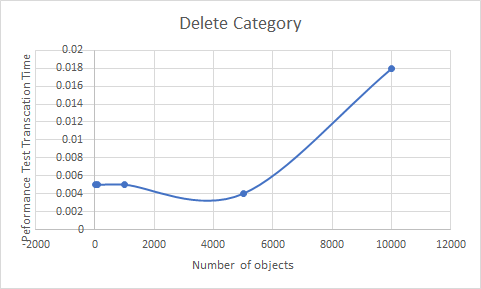 Delete Category
Peformance Test Transcation Time
0.02
0.018
0.016
0.014
0.012
0.01
0.008
0.006
0.004
0.002
0
-2000 0 2000 4000 6000 8000 10000 12000
Number of objects